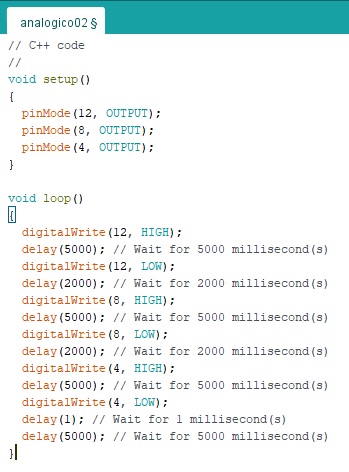 analogico02 §
// C++ code
//
void setup()
{
  pinMode(12, OUTPUT);
  pinMode(8, OUTPUT);
  pinMode(4, OUTPUT);
}

void loop()
{
  digitalWrite(12, HIGH);
  delay(5000); // Wait for 5000 millisecond(s)
  digitalWrite(12, LOW);
  delay(2000); // Wait for 2000 millisecond(s)
  digitalWrite(8, HIGH);
  delay(5000); // Wait for 5000 millisecond(s)
  digitalWrite(8, LOW);
  delay(2000); // Wait for 2000 millisecond(s)
  digitalWrite(4, HIGH);
  delay(5000); // Wait for 5000 millisecond(s)
  digitalWrite(4, LOW);
  delay(1); // Wait for 1 millisecond(s)
  delay(5000); // Wait for 5000 millisecond(s)
}